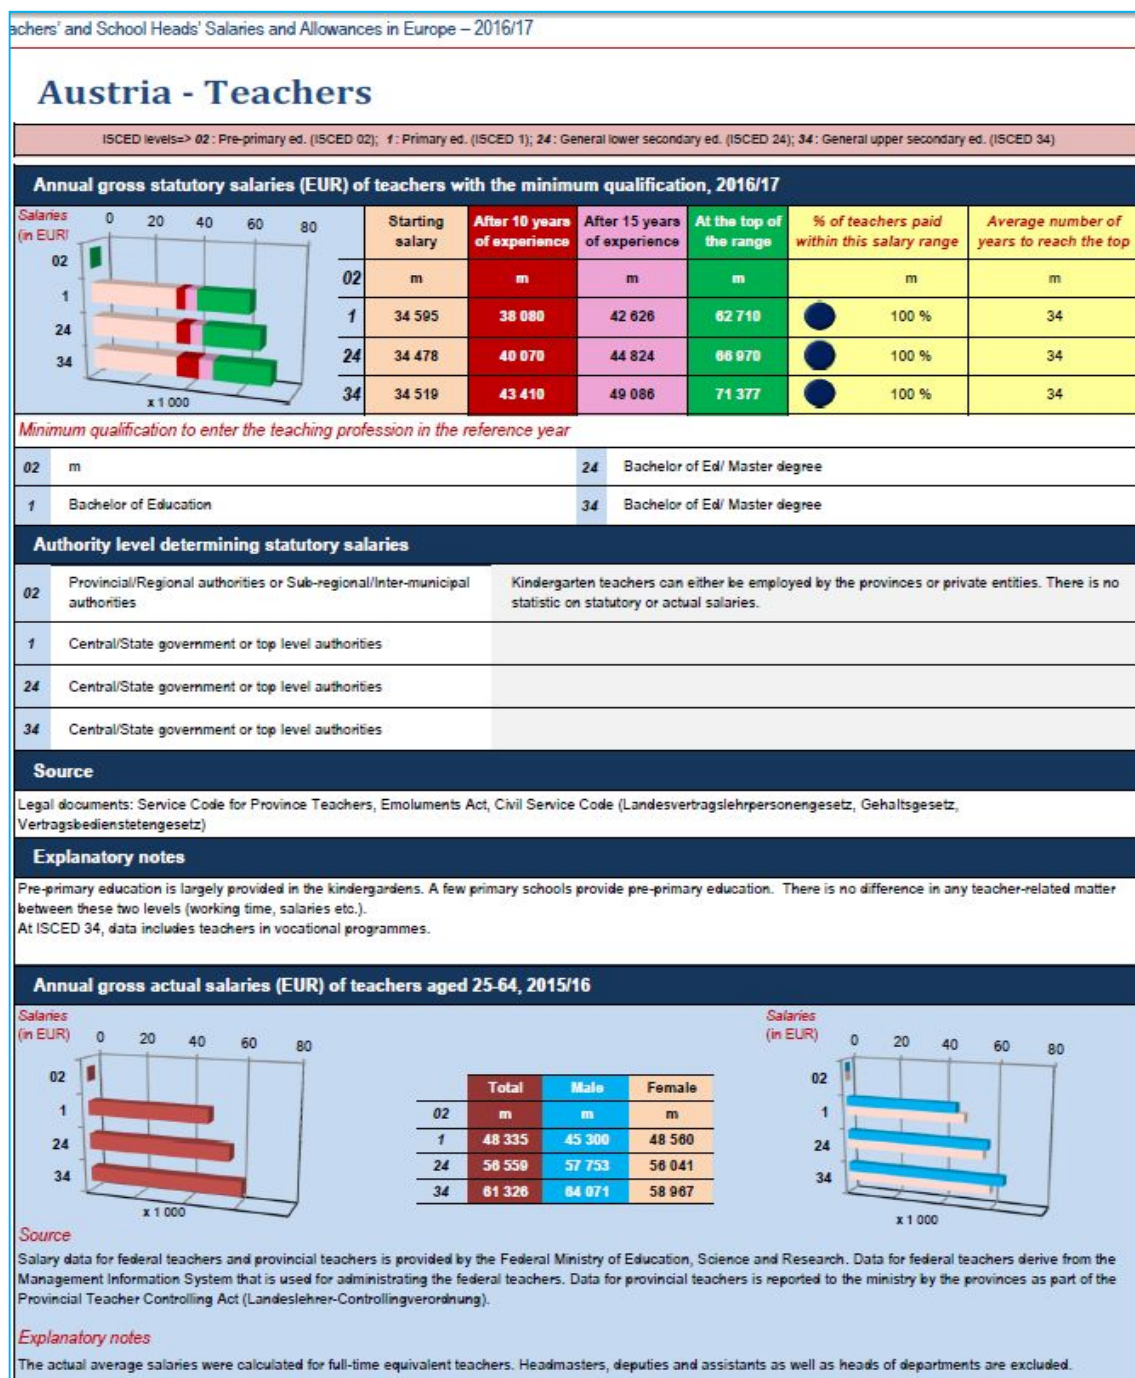 achers' and School Heads' Salaries and Allowances in Europe – 2016/17
Austria - Teachers
ISCED levels=> 02 : Pre-primary ed. (ISCED 02); 1 : Primary ed. (ISCED 1); 24 : General lower secondary ed. (ISCED 24); 34 : General upper secondary ed. (ISCED 34)
Annual gross statutory salaries (EUR) of teachers with the minimum qualification, 2016/17
Salaries
(in EUR)
0 20 40 60 80
02
1
24
34
x 1 000
Starting salary After 10 years of experience After 15 years of experience At the top of the range % of teachers paid within this salary range Average number of years to reach the top
02 m m m m m m
1 34 595 38 080 42 626 62 710 100 % 34
24 34 478 40 070 44 824 66 970 100 % 34
34 34 519 43 410 49 086 71 377 100 % 34
Minimum qualification to enter the teaching profession in the reference year
02 m 24 Bachelor of Ed/ Master degree
1 Bachelor of Education 34 Bachelor of Ed/ Master degree
Authority level determining statutory salaries
02 Provincial/Regional authorities or Sub-regional/Inter-municipal
authorities
Kindergarten teachers can either be employed by the provinces or private entities. There is no
statistic on statutory or actual salaries.
1 Central/State government or top level authorities
24 Central/State government or top level authorities
34 Central/State government or top level authorities
Source
Legal documents: Service Code for Province Teachers, Emoluments Act, Civil Service Code (Landesvertragslehrpersonengesetz, Gehaltsgesetz,
Vertragsbedienstetengesetz)
Explanatory notes
Pre-primary education is largely provided in the kindergardens. A few primary schools provide pre-primary education. There is no difference in any teacher-related matter
between these two levels (working time, salaries etc.).
At ISCED 34, data includes teachers in vocational programmes.
Annual gross actual salaries (EUR) of teachers aged 25-64, 2015/16
Salaries
(in EUR)
0 20 40 60 80
02
1
24
34
x 1 000
Total Male Female
02 m m m
1 48 335 45 300 48 560
24 56 559 57 753 56 041
34 61 326 64 071 58 967
Salaries
(in EUR)
0 20 40 60 80
02
1
24
34
x 1 000
Source
Salary data for federal teachers and provincial teachers is provided by the Federal Ministry of Education, Science and Research. Data for federal teachers derive from the
Management Information System that is used for administrating the federal teachers. Data for provincial teachers is reported to the ministry by the provinces as part of the
Provincial Teacher Controlling Act (Landeslehrer-Controllingverordnung).
Explanatory notes
The actual average salaries were calculated for full-time equivalent teachers. Headmasters, deputies and assistants as well as heads of departments are excluded.